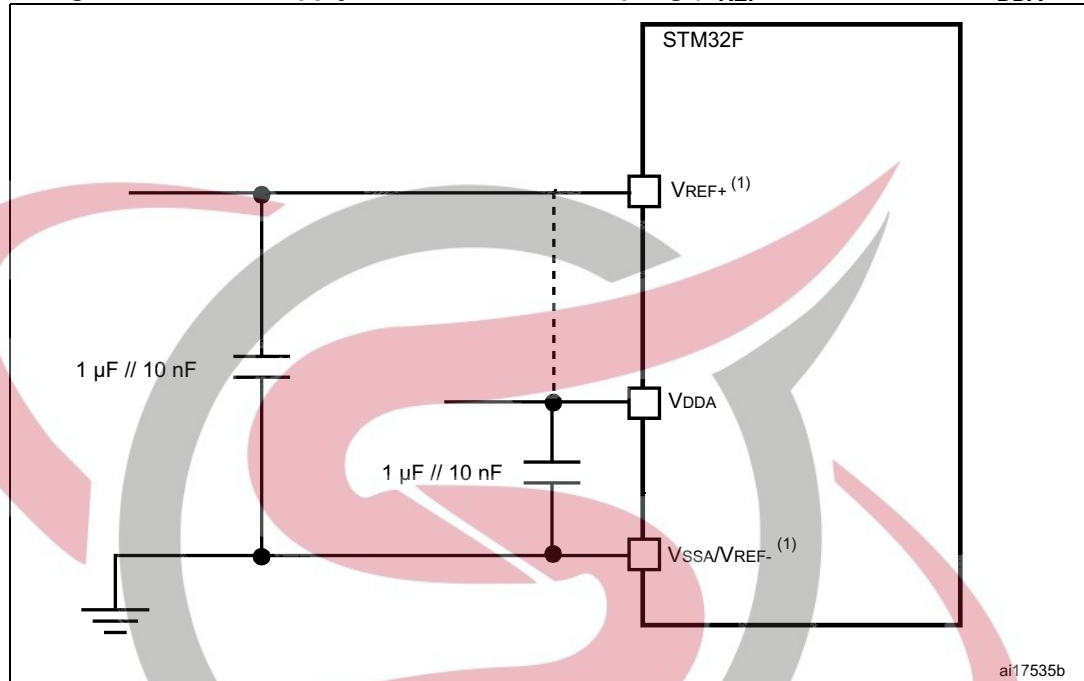 STM32F
VREF+ (1)
1 µF // 10 nF
VDDA
1 µF // 10 nF
VSSA/VREF- (1)
ai17535b